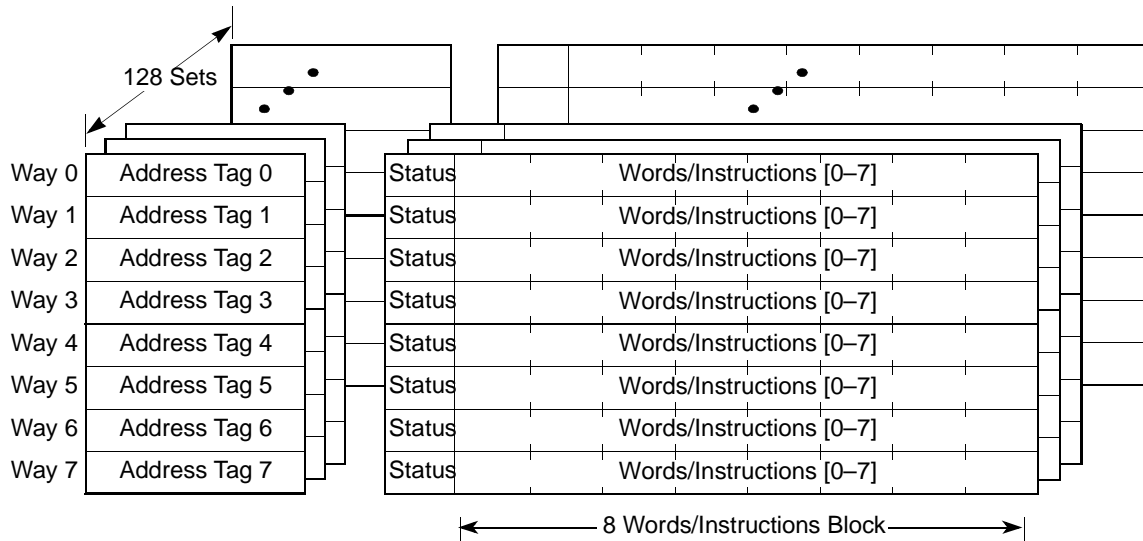 128 Sets
Way 0 Address Tag 0 Status Words/Instructions [0–7]
Way 1 Address Tag 1 Status Words/Instructions [0–7]
Way 2 Address Tag 2 Status Words/Instructions [0–7]
Way 3 Address Tag 3 Status Words/Instructions [0–7]
Way 4 Address Tag 4 Status Words/Instructions [0–7]
Way 5 Address Tag 5 Status Words/Instructions [0–7]
Way 6 Address Tag 6 Status Words/Instructions [0–7]
Way 7 Address Tag 7 Status Words/Instructions [0–7]
8 Words/Instructions Block